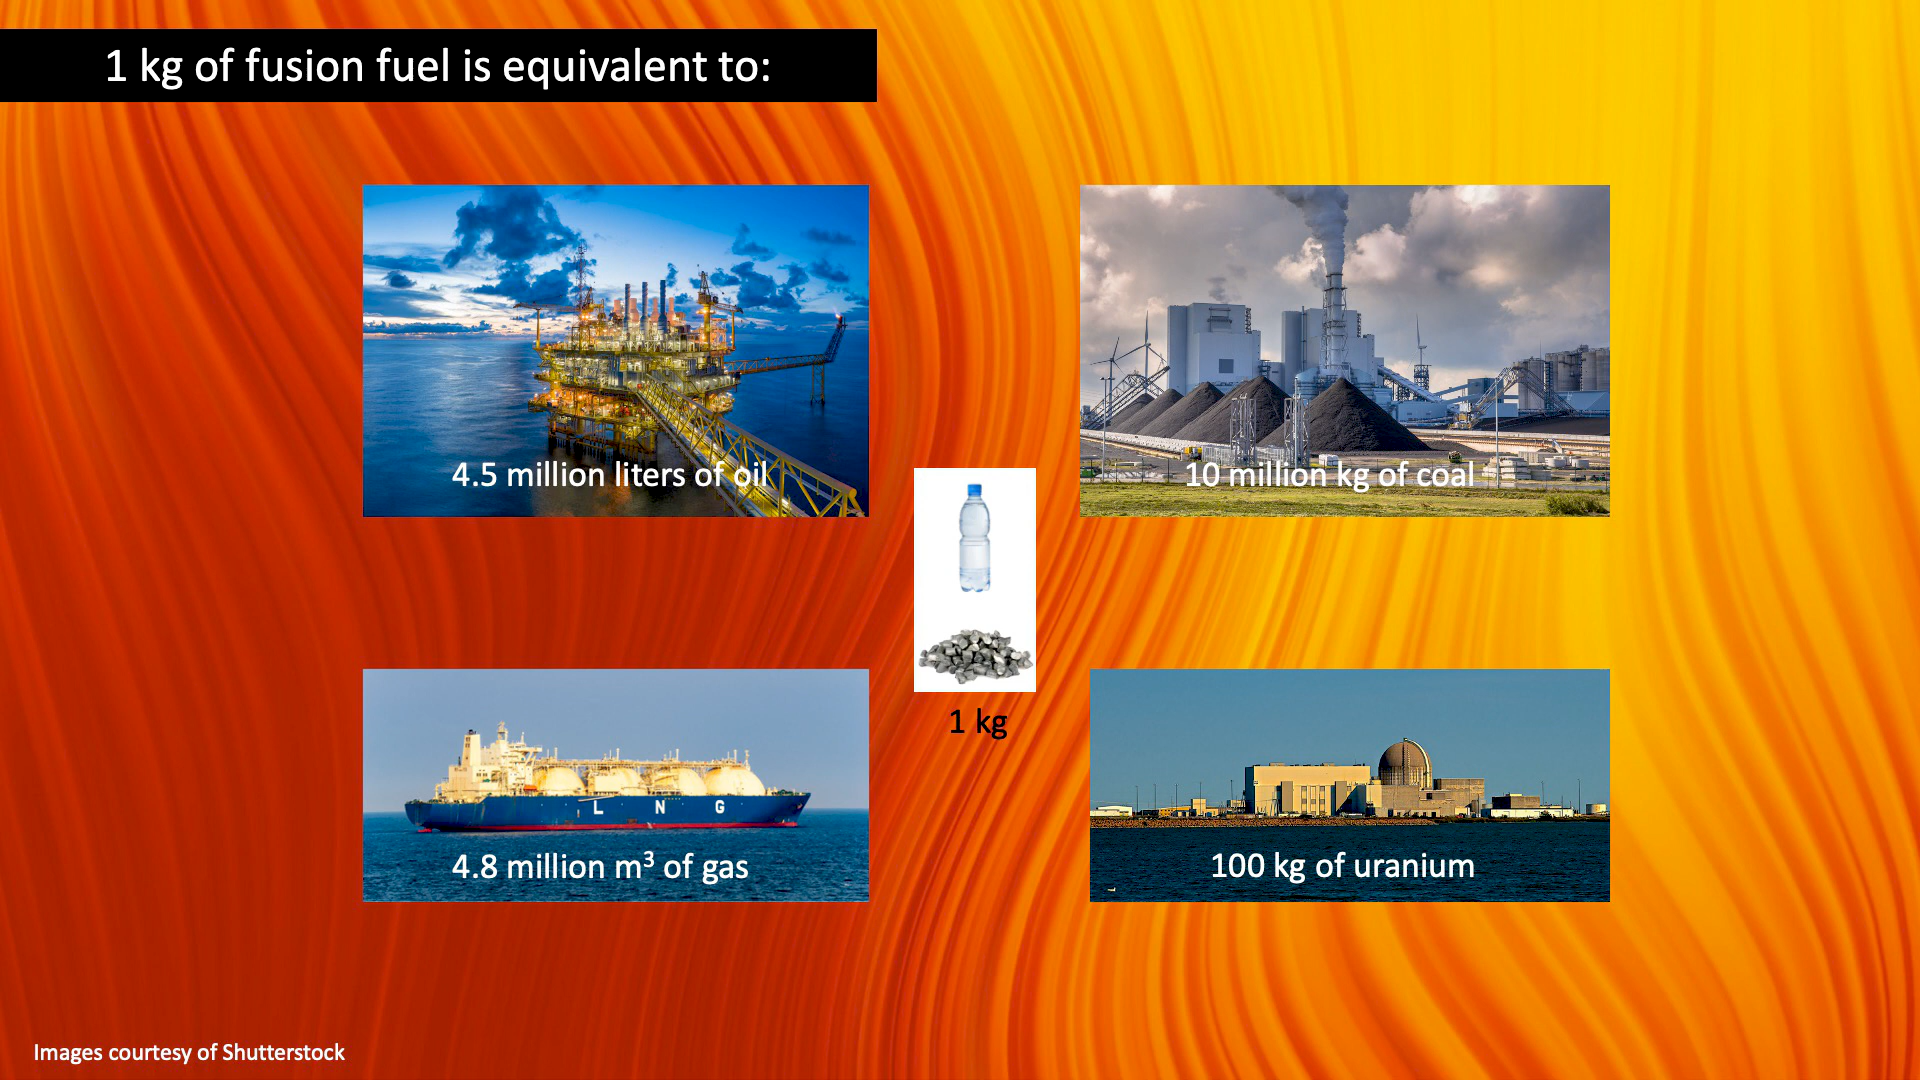 1 kg of fusion fuel is equivalent to:
4.5 million liters of oil
10 million kg of coal
1 kg
L N G
4.8 million m³ of gas
100 kg of uranium
Images courtesy of Shutterstock